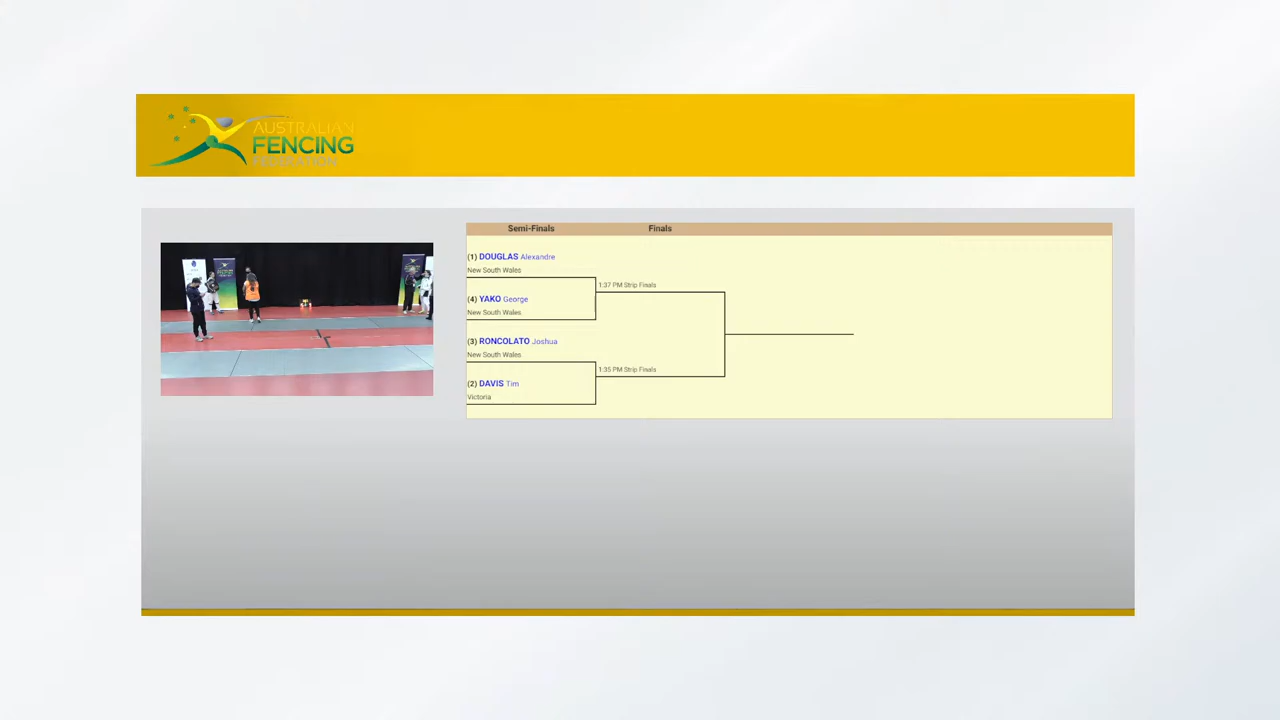 AUSTRALIAN
FENCING
FEDERATION
Semi-Finals Finals
(1) DOUGLAS Alexandre
New South Wales
1:37 PM Strip Finals
(4) YAKO George
New South Wales
(3) RONCOLATO Joshua
New South Wales
1:35 PM Strip Finals
(2) DAVIS Tim
Victoria